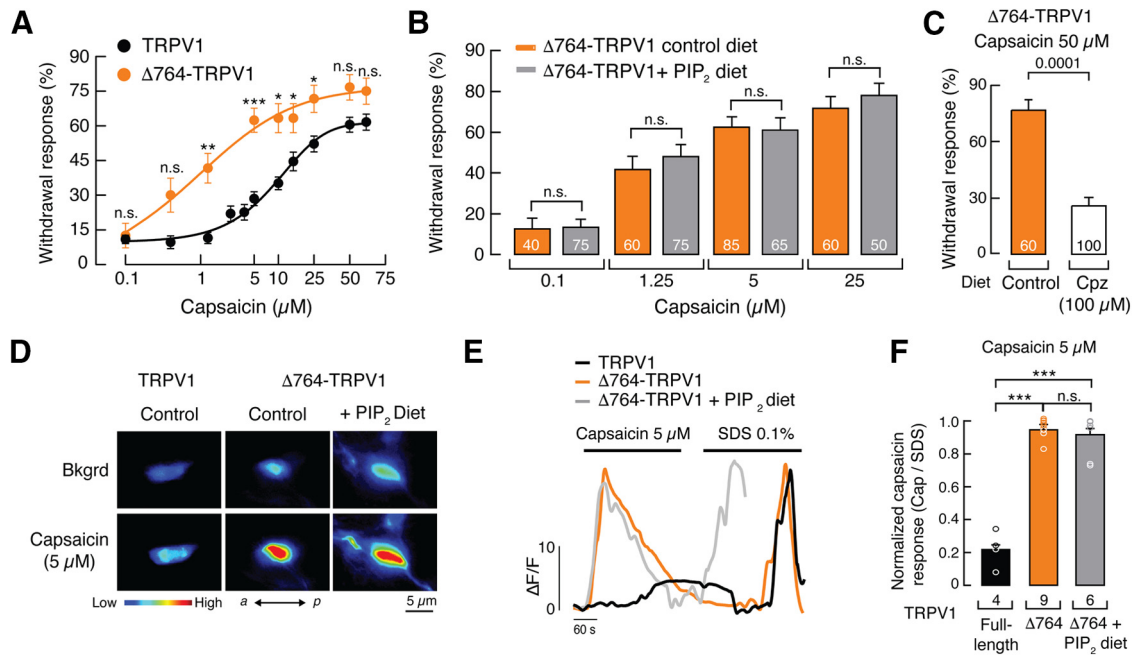 A
TRPV1
Δ764-TRPV1
Withdrawal response (%)
90
75
60
45
30
15
0
n.s.
n.s.
**
***
*
*
*
n.s.
n.s.
0.1
1
5
10
25
50
75
Capsaicin (µM)
B
Δ764-TRPV1 control diet
Δ764-TRPV1+ PIP2 diet
Withdrawal response (%)
90
80
60
40
20
0
n.s.
n.s.
n.s.
n.s.
40
75
60
75
85
65
60
50
0.1
1.25
5
25
Capsaicin (µM)
C
Δ764-TRPV1
Capsaicin 50 µM
0.0001
Withdrawal response (%)
90
60
30
0
60
100
Diet
Control
Cpz
(100 µM)
D
TRPV1
Δ764-TRPV1
Control
Control
+ PIP2 Diet
Bkgrd
Capsaicin
(5 µM)
Low
High
a
p
5 µm
E
TRPV1
Δ764-TRPV1
Δ764-TRPV1 + PIP2 diet
Capsaicin 5 µM
SDS 0.1%
ΔF/F
10
0
60 s
F
Capsaicin 5 µM
***
***
n.s.
Normalized capsaicin
response (Cap / SDS)
1.0
0.8
0.6
0.4
0.2
0
TRPV1
4
9
6
Full-
length
Δ764
Δ764 +
PIP2 diet